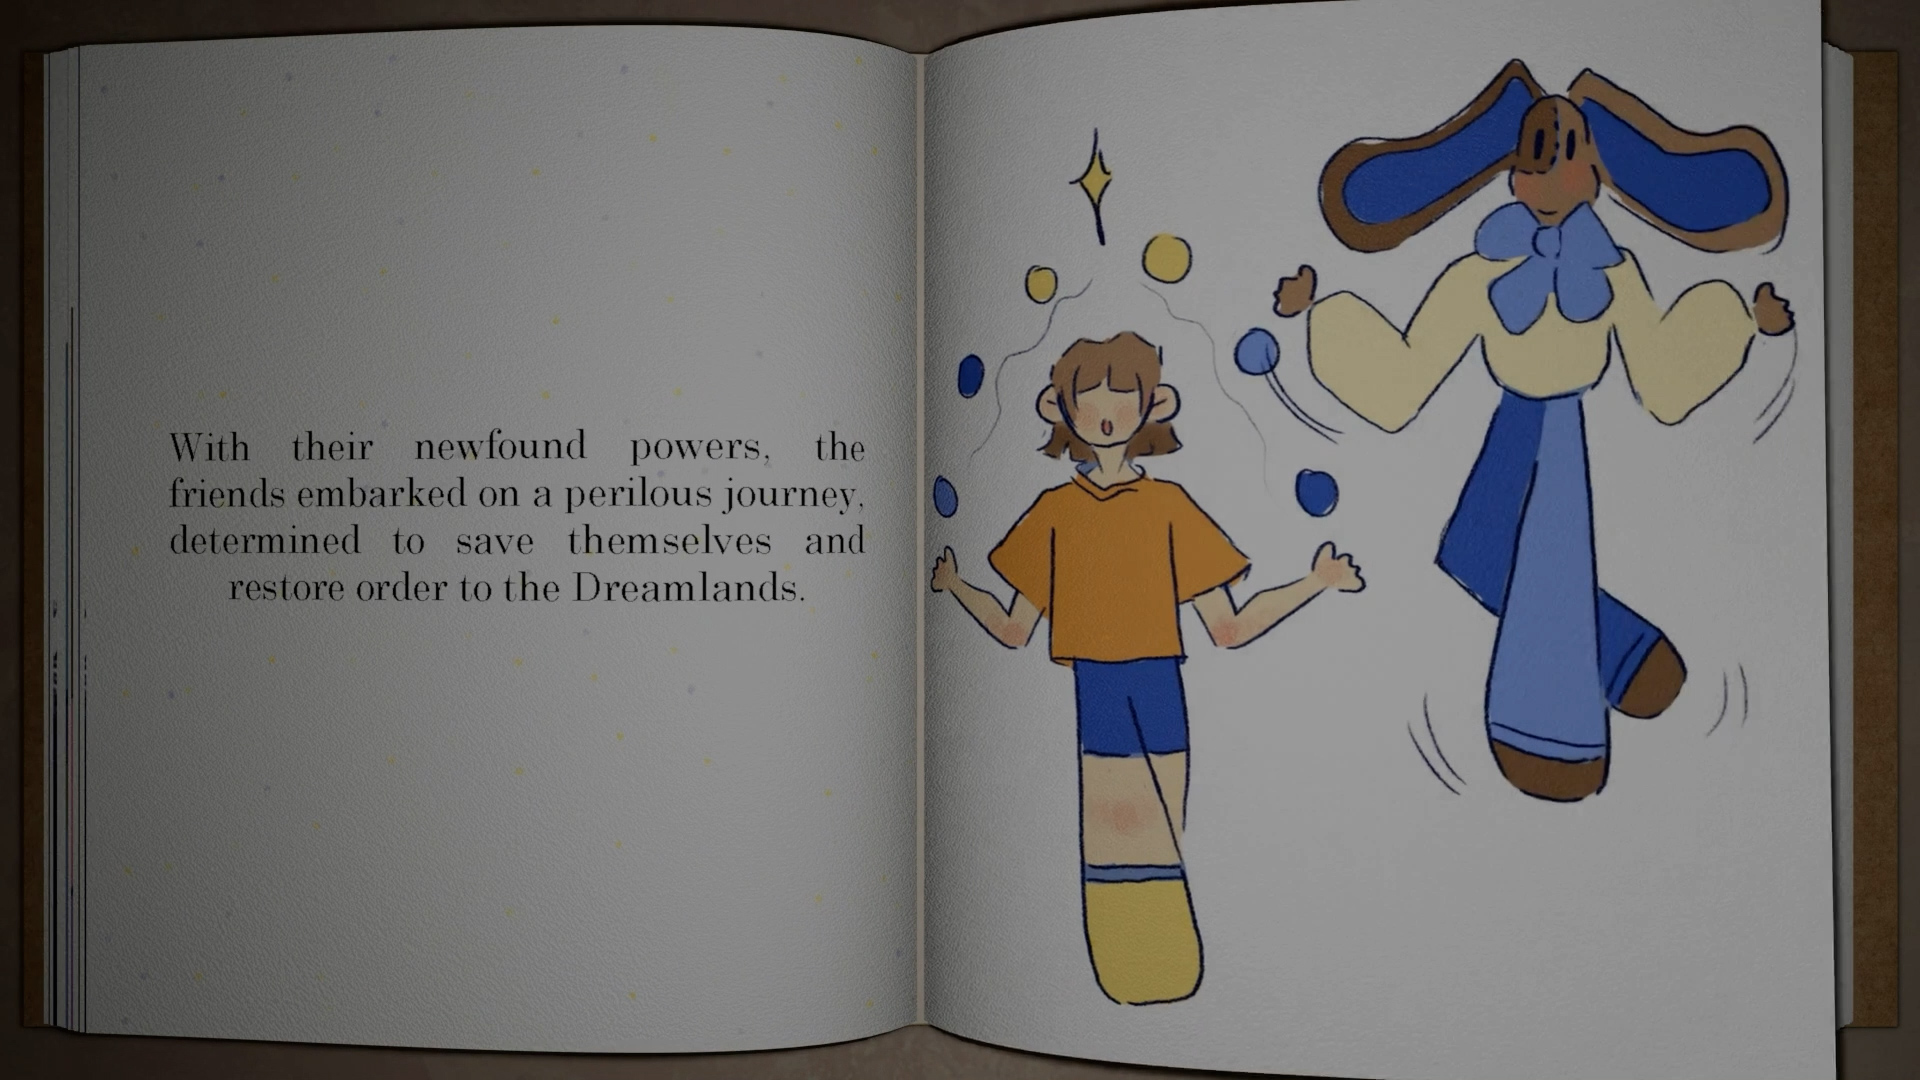 With their newfound powers, the
friends embarked on a perilous journey,
determined to save themselves and
restore order to the Dreamlands.